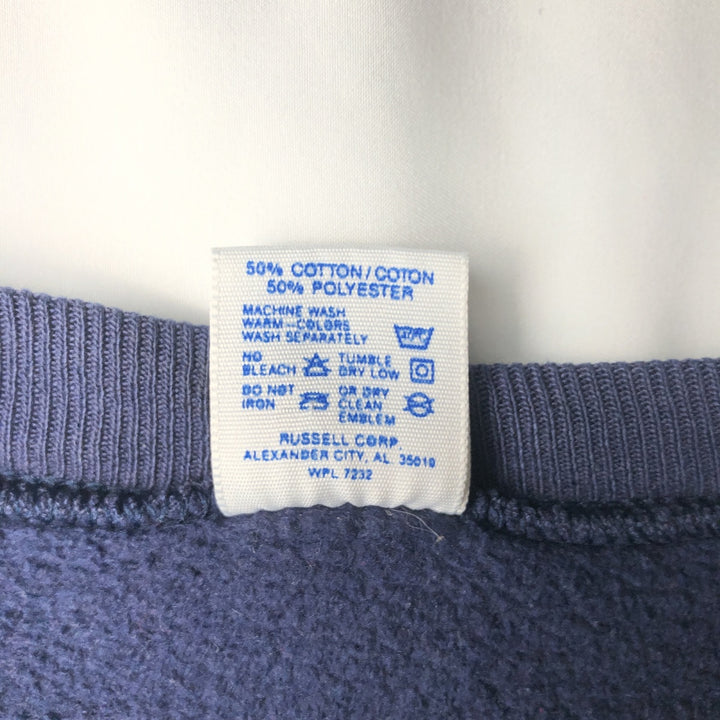 50% COTTON/COTON
50% POLYESTER
MACHINE WASH
WARM-COLORS
WASH SEPARATELY
NO BLEACH
TUMBLE DRY LOW
DO NOT IRON
OR DRY CLEAN EMBLEM
RUSSELL CORP.
ALEXANDER CITY, AL. 35010
WPL 7232